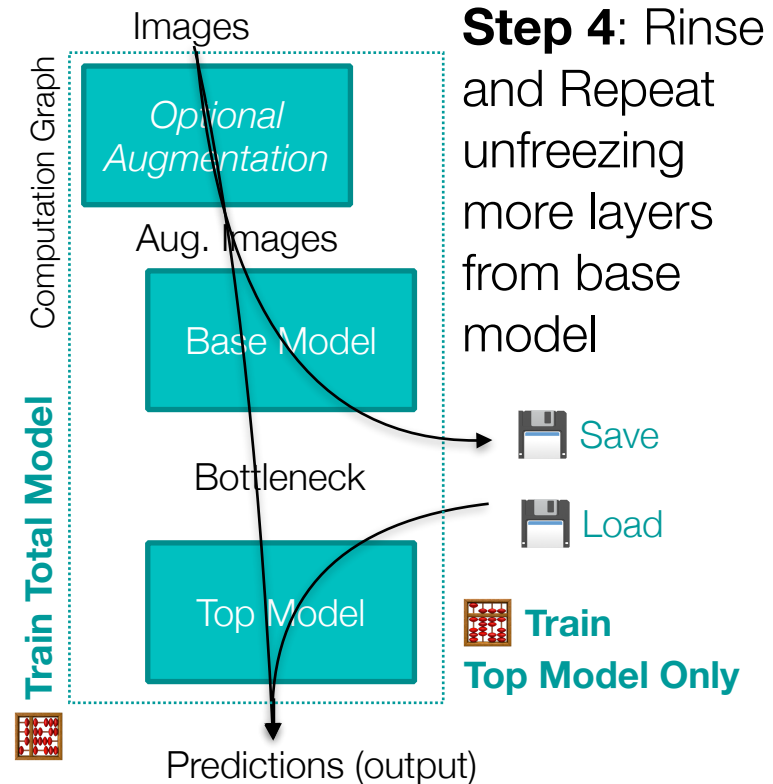 Images
Computation Graph
Optional
Augmentation
Aug. Images
Base Model
Bottleneck
Top Model
Predictions (output)
Train Total Model
Step 4: Rinse
and Repeat
unfreezing
more layers
from base
model
Save
Load
Train
Top Model Only